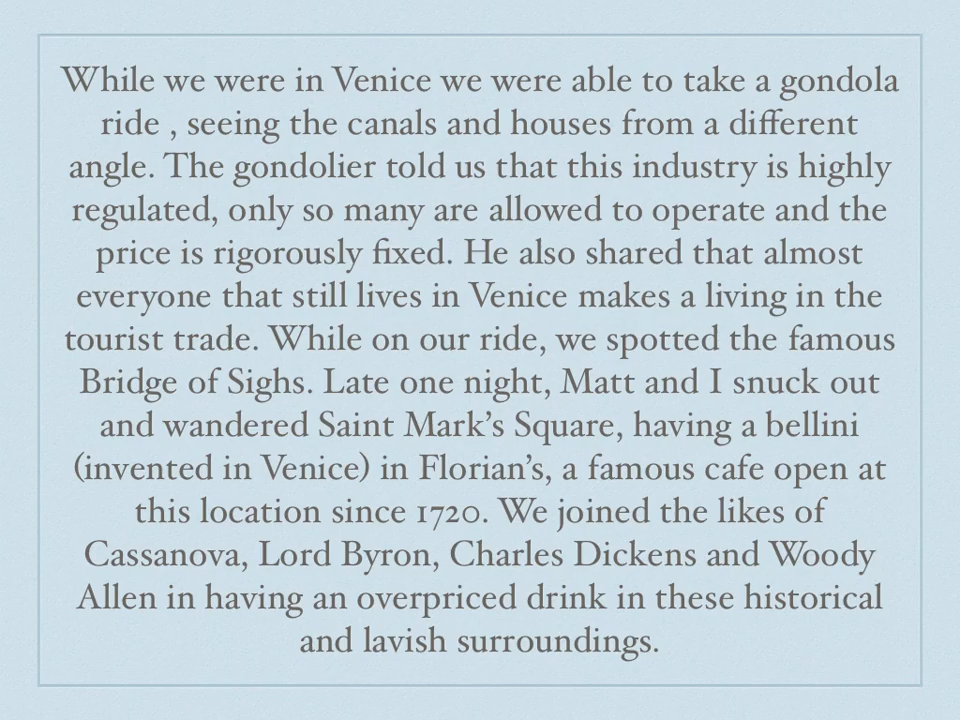 While we were in Venice we were able to take a gondola
ride , seeing the canals and houses from a different
angle. The gondolier told us that this industry is highly
regulated, only so many are allowed to operate and the
price is rigorously fixed. He also shared that almost
everyone that still lives in Venice makes a living in the
tourist trade. While on our ride, we spotted the famous
Bridge of Sighs. Late one night, Matt and I snuck out
and wandered Saint Mark’s Square, having a bellini
(invented in Venice) in Florian’s, a famous cafe open at
this location since 1720. We joined the likes of
Cassanova, Lord Byron, Charles Dickens and Woody
Allen in having an overpriced drink in these historical
and lavish surroundings.